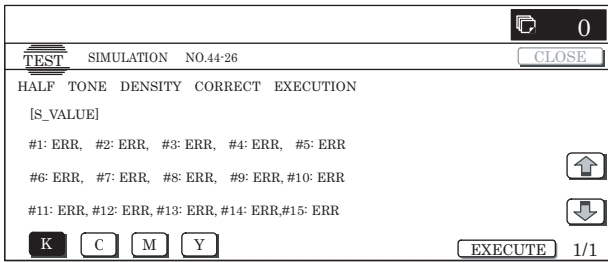 0
TEST SIMULATION NO.44-26 CLOSE
HALF TONE DENSITY CORRECT EXECUTION
[S_VALUE]
#1: ERR, #2: ERR, #3: ERR, #4: ERR, #5: ERR
#6: ERR, #7: ERR, #8: ERR, #9: ERR, #10: ERR
#11: ERR, #12: ERR, #13: ERR, #14: ERR,#15: ERR
K C M Y EXECUTE 1/1